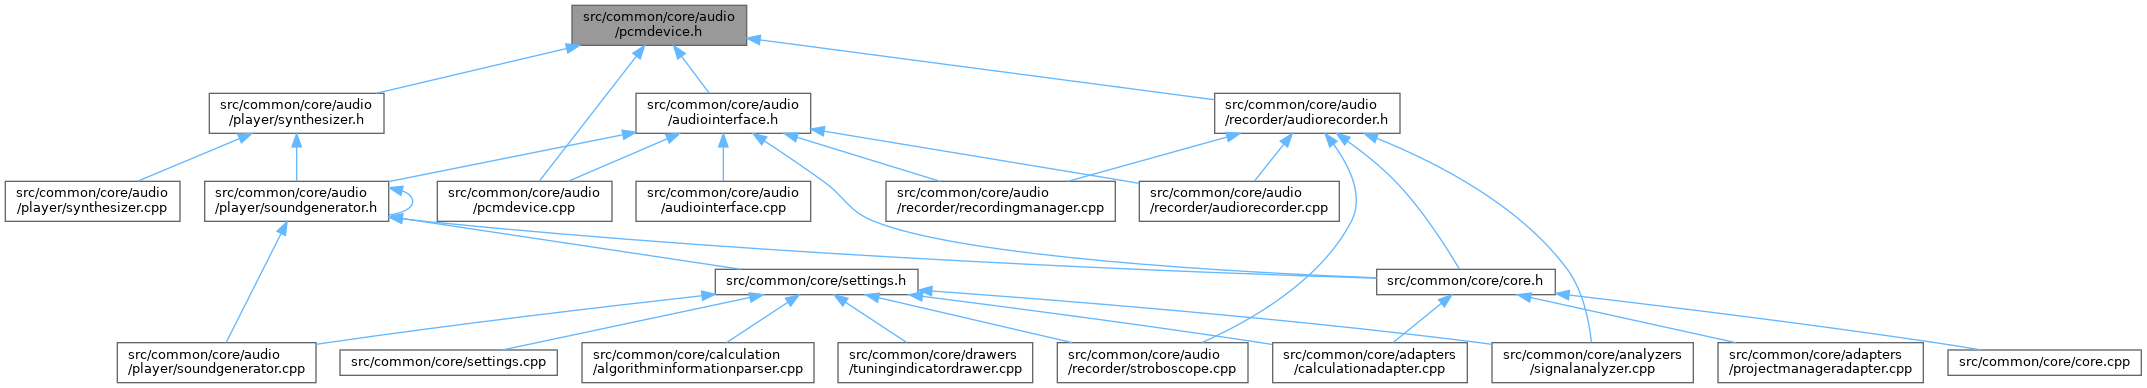 src/common/core/audio
/pcmdevice.h
src/common/core/audio
/player/synthesizer.h
src/common/core/audio
/audiointerface.h
src/common/core/audio
/recorder/audiorecorder.h
src/common/core/audio
/player/synthesizer.cpp
src/common/core/audio
/player/soundgenerator.h
src/common/core/audio
/pcmdevice.cpp
src/common/core/audio
/audiointerface.cpp
src/common/core/audio
/recorder/recordingmanager.cpp
src/common/core/audio
/recorder/audiorecorder.cpp
src/common/core/settings.h
src/common/core/core.h
src/common/core/audio
/player/soundgenerator.cpp
src/common/core/settings.cpp
src/common/core/calculation
/algorithminformationparser.cpp
src/common/core/drawers
/tuningindicatordrawer.cpp
src/common/core/audio
/recorder/stroboscope.cpp
src/common/core/adapters
/calculationadapter.cpp
src/common/core/analyzers
/signalanalyzer.cpp
src/common/core/adapters
/projectmanageradapter.cpp
src/common/core/core.cpp